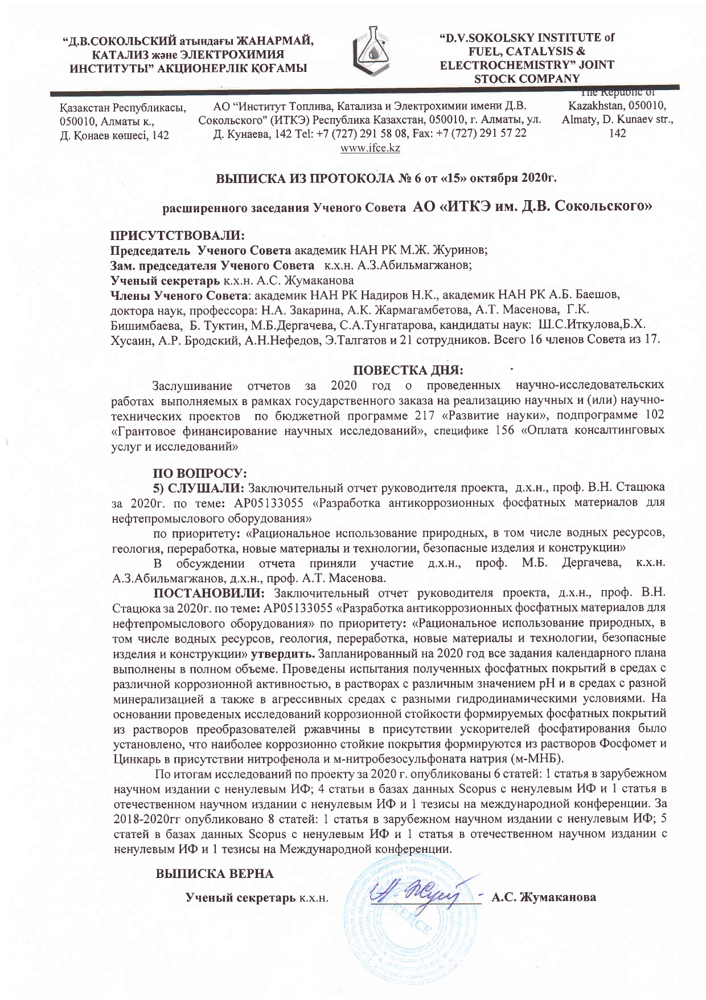 “Д.В.СОКОЛЬСКИЙ атындағы ЖАНАРМАЙ,
КАТАЛИЗ және ЭЛЕКТРОХИМИЯ
ИНСТИТУТЫ” АКЦИОНЕРЛІК ҚОҒАМЫ
“D.V.SOKOLSKY INSTITUTE of
FUEL, CATALYSIS &
ELECTROCHEMISTRY” JOINT
STOCK COMPANY
Қазакстан Республикасы,
050010, Алматы қ.,
Д. Қонаев көшесі, 142
АО “Институт Топлива, Катализа и Электрохимии имени Д.В.
Сокольского" (ИТКЭ) Республика Казахстан, 050010, г. Алматы, ул.
Д. Кунаева, 142 Tel: +7 (727) 291 58 08, Fax: +7 (727) 291 57 22
www.ifce.kz
The Republic of
Kazakhstan, 050010,
Almaty, D. Kunaev str.,
142
ВЫПИСКА ИЗ ПРОТОКОЛА № 6 от «15» октября 2020г.
расширенного заседания Ученого Совета АО «ИТКЭ им. Д.В. Сокольского»
ПРИСУТСТВОВАЛИ:
Председатель Ученого Совета академик НАН РК М.Ж. Журинов;
Зам. председателя Ученого Совета к.х.н. А.З.Абильмагжанов;
Ученый секретарь к.х.н. А.С. Жумаканова
Члены Ученого Совета: академик НАН РК Надиров Н.К., академик НАН РК А.Б. Баешов,
доктора наук, профессора: Н.А. Закарина, А.К. Жармагамбетова, А.Т. Масенова, Г.К.
Бишимбаева, Б. Туктин, М.Б.Дергачева, С.А.Тунгатарова, кандидаты наук: Ш.С.Иткулова,Б.Х.
Хусаин, А.Р. Бродский, А.Н.Нефедов, Э.Талгатов и 21 сотрудников. Всего 16 членов Совета из 17.
ПОВЕСТКА ДНЯ:
Заслушивание отчетов за 2020 год о проведенных научно-исследовательских
работах выполняемых в рамках государственного заказа на реализацию научных и (или) научно-
технических проектов по бюджетной программе 217 «Развитие науки», подпрограмме 102
«Грантовое финансирование научных исследований», специфике 156 «Оплата консалтинговых
услуг и исследований»
ПО ВОПРОСУ:
5) СЛУШАЛИ: Заключительный отчет руководителя проекта, д.х.н., проф. В.Н. Стацюка
за 2020г. по теме: АР05133055 «Разработка антикоррозионных фосфатных материалов для
нефтепромыслового оборудования»
по приоритету: «Рациональное использование природных, в том числе водных ресурсов,
геология, переработка, новые материалы и технологии, безопасные изделия и конструкции»
В обсуждении отчета приняли участие д.х.н., проф. М.Б. Дергачева, к.х.н.
А.З.Абильмагжанов, д.х.н., проф. А.Т. Масенова.
ПОСТАНОВИЛИ: Заключительный отчет руководителя проекта, д.х.н., проф. В.Н.
Стацюка за 2020г. по теме: АР05133055 «Разработка антикоррозионных фосфатных материалов для
нефтепромыслового оборудования» по приоритету: «Рациональное использование природных, в
том числе водных ресурсов, геология, переработка, новые материалы и технологии, безопасные
изделия и конструкции» утвердить. Запланированный на 2020 год все задания календарного плана
выполнены в полном объеме. Проведены испытания полученных фосфатных покрытий в средах с
различной коррозионной активностью, в растворах с различным значением рН и в средах с разной
минерализацией а также в агрессивных средах с разными гидродинамическими условиями. На
основании проведеных исследований коррозионной стойкости формируемых фосфатных покрытий
из растворов преобразователей ржавчины в присутствии ускорителей фосфатирования было
установлено, что наиболее коррозионно стойкие покрытия формируются из растворов Фосфомет и
Цинкарь в присутствии нитрофенола и м-нитробезосульфоната натрия (м-МНБ).
По итогам исследований по проекту за 2020 г. опубликованы 6 статей: 1 статья в зарубежном
научном издании с ненулевым ИФ; 4 статьи в базах данных Scopus с ненулевым ИФ и 1 статья в
отечественном научном издании с ненулевым ИФ и 1 тезисы на международной конференции. За
2018-2020гг опубликовано 8 статей: 1 статья в зарубежном научном издании с ненулевым ИФ; 5
статей в базах данных Scopus с ненулевым ИФ и 1 статья в отечественном научном издании с
ненулевым ИФ и 1 тезисы на Международной конференции.
ВЫПИСКА ВЕРНА
Ученый секретарь к.х.н.
А.С. Жумаканова
КЕҢСЕ